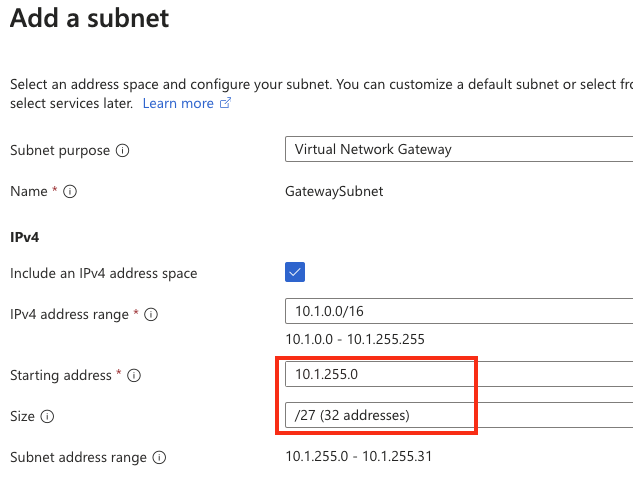 Add a subnet
Select an address space and configure your subnet. You can customize a default subnet or select
select services later. Learn more
Subnet purpose
Virtual Network Gateway
Name *
GatewaySubnet
IPv4
Include an IPv4 address space
IPv4 address range *
10.1.0.0/16
10.1.0.0 - 10.1.255.255
Starting address *
10.1.255.0
Size
/27 (32 addresses)
Subnet address range
10.1.255.0 - 10.1.255.31